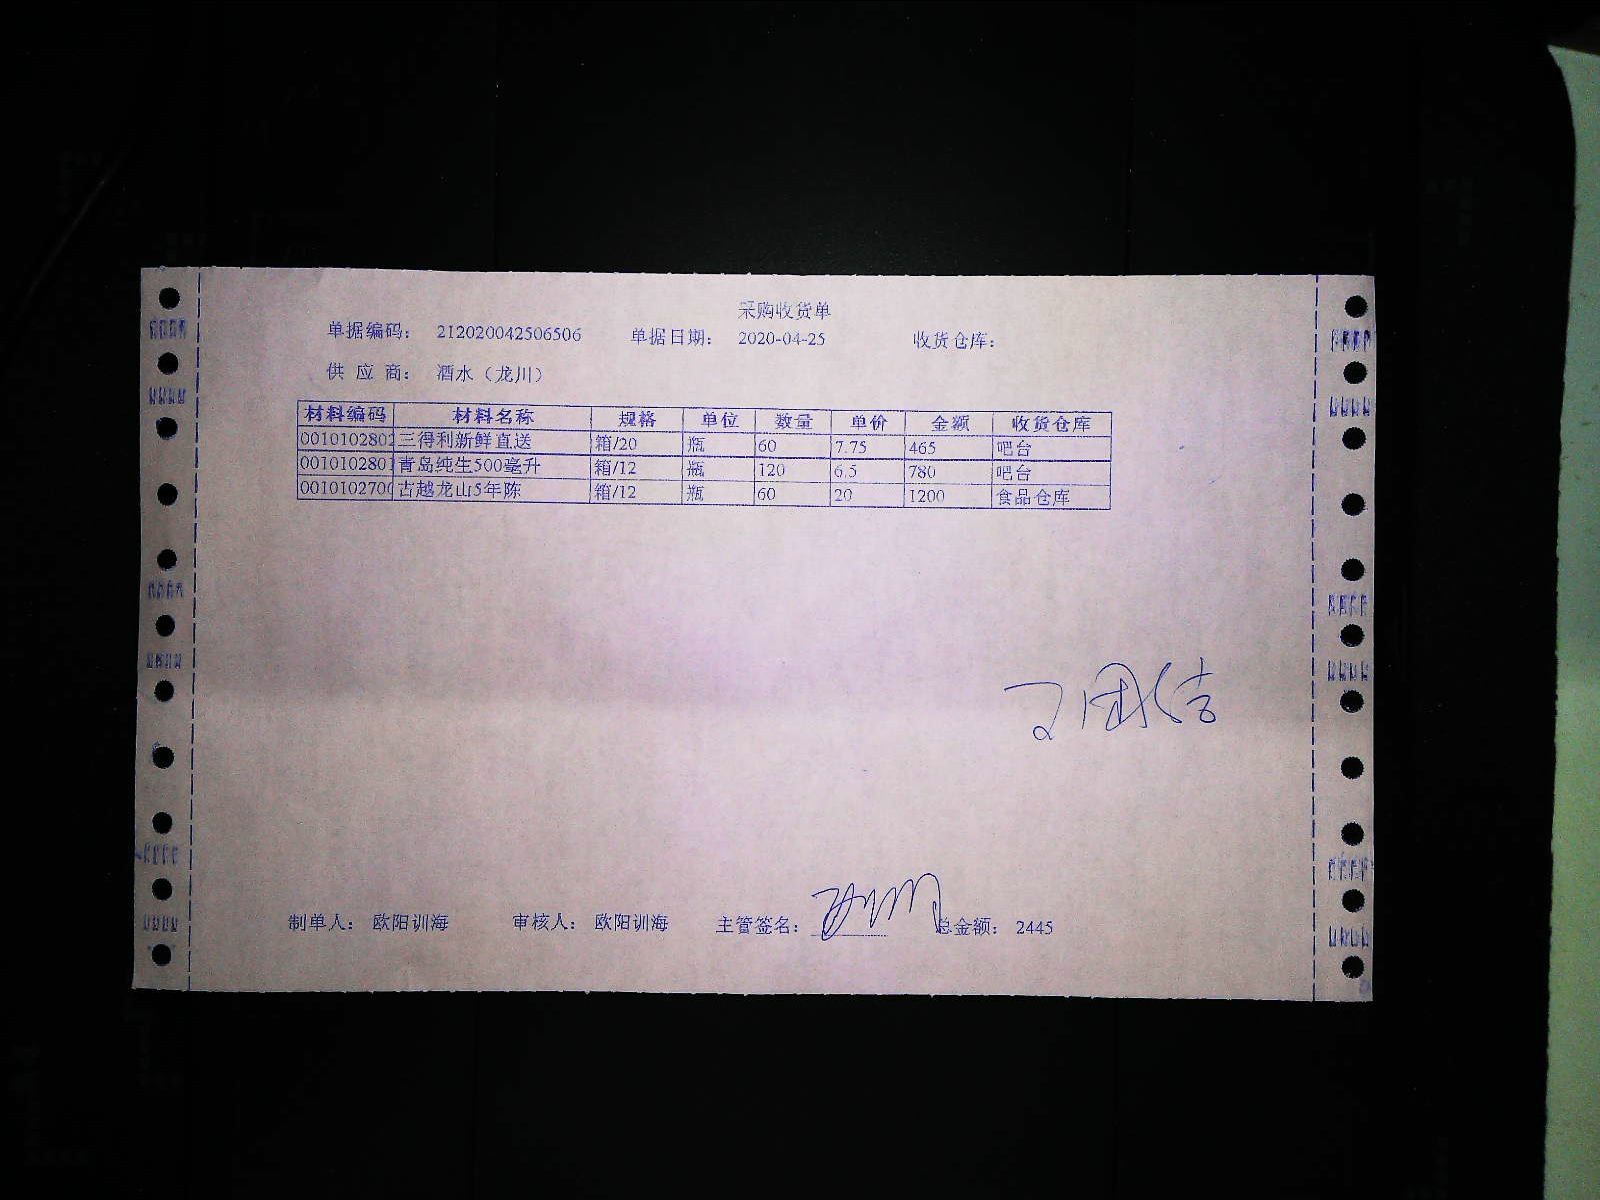 采购收货单
单据编码： 212020042506506 单据日期： 2020-04-25 收货仓库：
供 应 商： 酒水（龙川）
材料编码 材料名称 规格 单位 数量 单价 金额 收货仓库
0010102802 三得利新鲜直送 箱/20 瓶 60 7.75 465 吧台
0010102801 青岛纯生500毫升 箱/12 瓶 120 6.5 780 吧台
0010102700 古越龙山5年陈 箱/12 瓶 60 20 1200 食品仓库
制单人： 欧阳训海 审核人： 欧阳训海 主管签名： 总金额： 2445